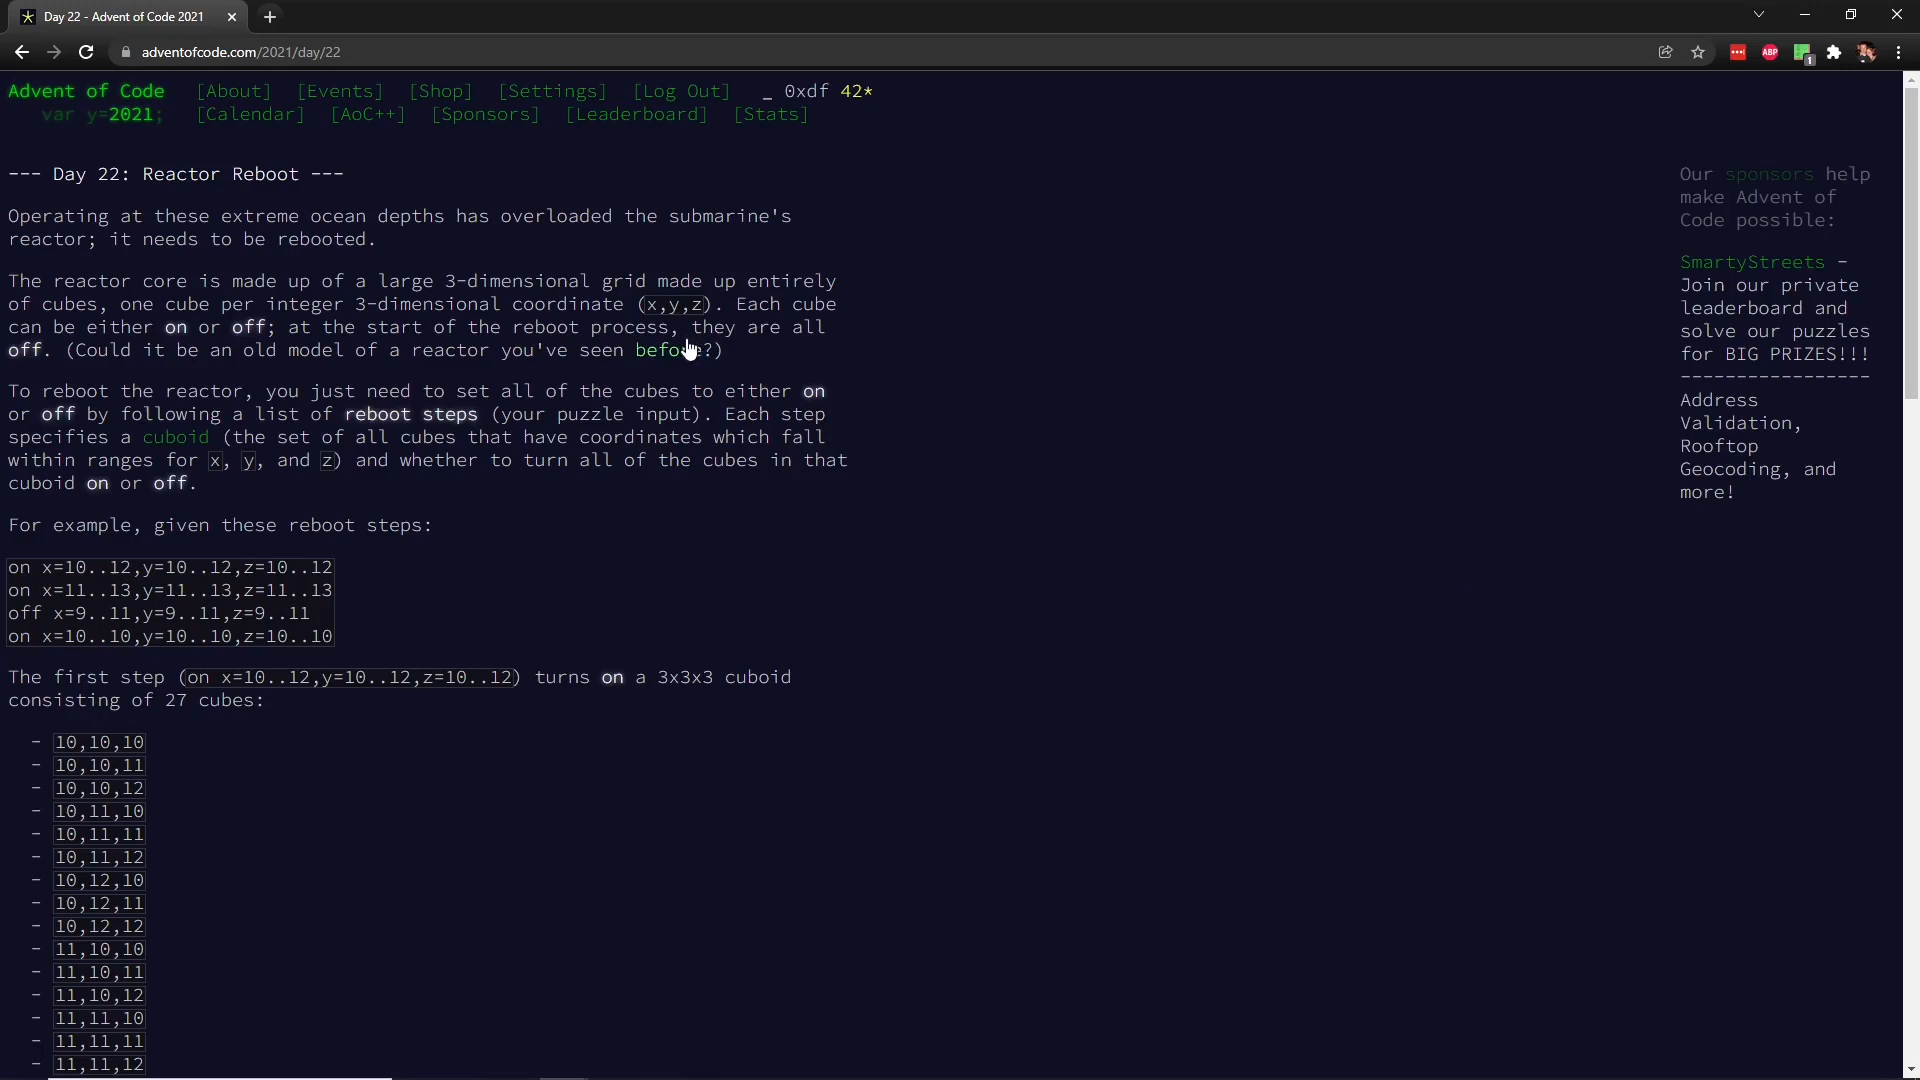 Day 22 - Advent of Code 2021
adventofcode.com/2021/day/22
ABP
1
Advent of Code [About] [Events] [Shop] [Settings] [Log Out] _ 0xdf 42*
var y=2021; [Calendar] [AoC++] [Sponsors] [Leaderboard] [Stats]
--- Day 22: Reactor Reboot ---
Operating at these extreme ocean depths has overloaded the submarine's
reactor; it needs to be rebooted.
The reactor core is made up of a large 3-dimensional grid made up entirely
of cubes, one cube per integer 3-dimensional coordinate (x,y,z). Each cube
can be either on or off; at the start of the reboot process, they are all
off. (Could it be an old model of a reactor you've seen before?)
To reboot the reactor, you just need to set all of the cubes to either on
or off by following a list of reboot steps (your puzzle input). Each step
specifies a cuboid (the set of all cubes that have coordinates which fall
within ranges for x, y, and z) and whether to turn all of the cubes in that
cuboid on or off.
For example, given these reboot steps:
on x=10..12,y=10..12,z=10..12
on x=11..13,y=11..13,z=11..13
off x=9..11,y=9..11,z=9..11
on x=10..10,y=10..10,z=10..10
The first step (on x=10..12,y=10..12,z=10..12) turns on a 3x3x3 cuboid
consisting of 27 cubes:
- 10,10,10
- 10,10,11
- 10,10,12
- 10,11,10
- 10,11,11
- 10,11,12
- 10,12,10
- 10,12,11
- 10,12,12
- 11,10,10
- 11,10,11
- 11,10,12
- 11,11,10
- 11,11,11
- 11,11,12
Our sponsors help
make Advent of
Code possible:
SmartyStreets -
Join our private
leaderboard and
solve our puzzles
for BIG PRIZES!!!
-----------------
Address
Validation,
Rooftop
Geocoding, and
more!